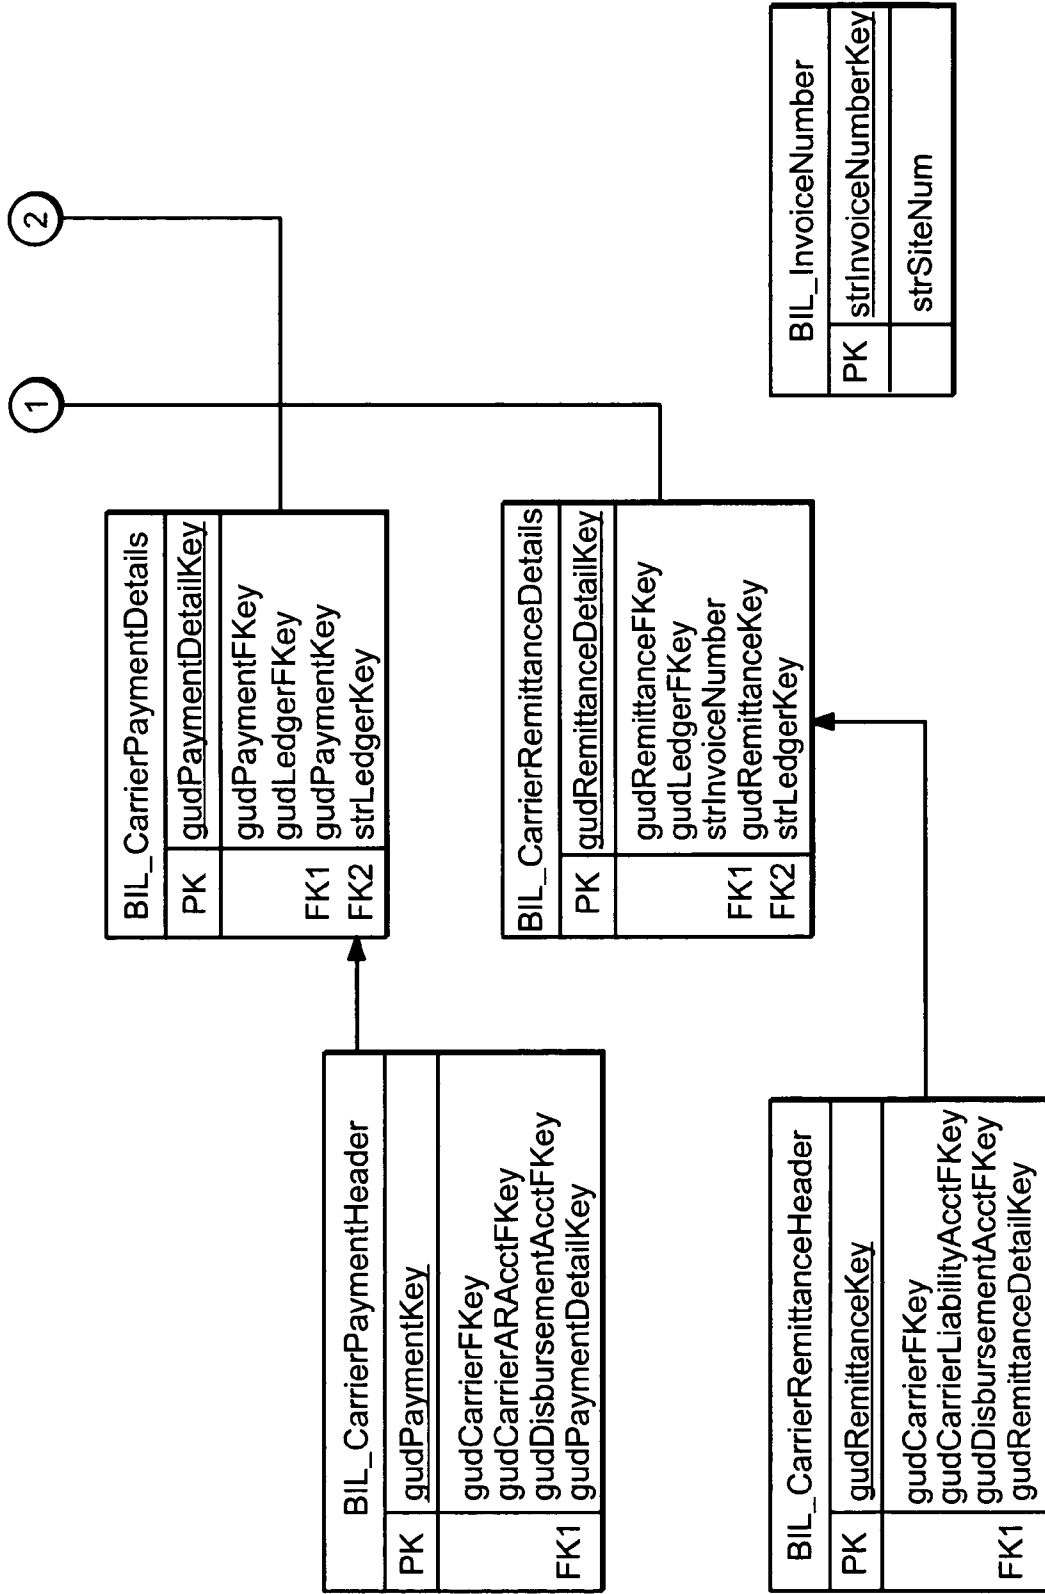 1
2
BIL_CarrierPaymentHeader
PK gudPaymentKey
gudCarrierFKey
gudCarrierARAcctFKey
gudDisbursementAcctFKey
FK1 gudPaymentDetailKey
BIL_CarrierPaymentDetails
PK gudPaymentDetailKey
gudPaymentFKey
gudLedgerFKey
FK1 gudPaymentKey
FK2 strLedgerKey
BIL_CarrierRemittanceDetails
PK gudRemittanceDetailKey
gudRemittanceFKey
gudLedgerFKey
strInvoiceNumber
FK1 gudRemittanceKey
FK2 strLedgerKey
BIL_CarrierRemittanceHeader
PK gudRemittanceKey
gudCarrierFKey
gudCarrierLiabilityAcctFKey
gudDisbursementAcctFKey
FK1 gudRemittanceDetailKey
BIL_InvoiceNumber
PK strInvoiceNumberKey
strSiteNum